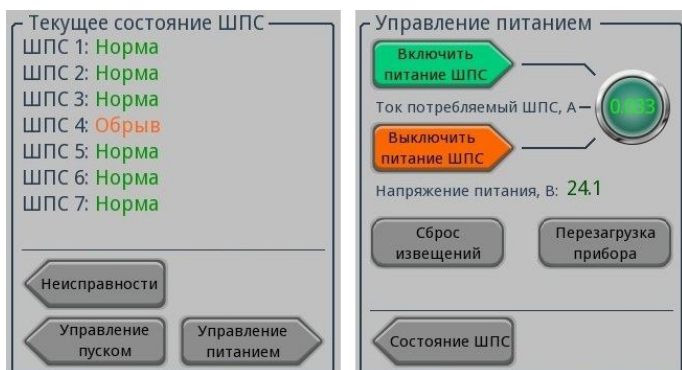 Текущее состояние ШПС
ШПС 1: Норма
ШПС 2: Норма
ШПС 3: Норма
ШПС 4: Обрыв
ШПС 5: Норма
ШПС 6: Норма
ШПС 7: Норма
Неисправности
Управление
пуском
Управление
питанием
Управление питанием
Включить
питание ШПС
Ток потребляемый ШПС, А
0.033
Выключить
питание ШПС
Напряжение питания, В: 24.1
Сброс
извещений
Перезагрузка
прибора
Состояние ШПС